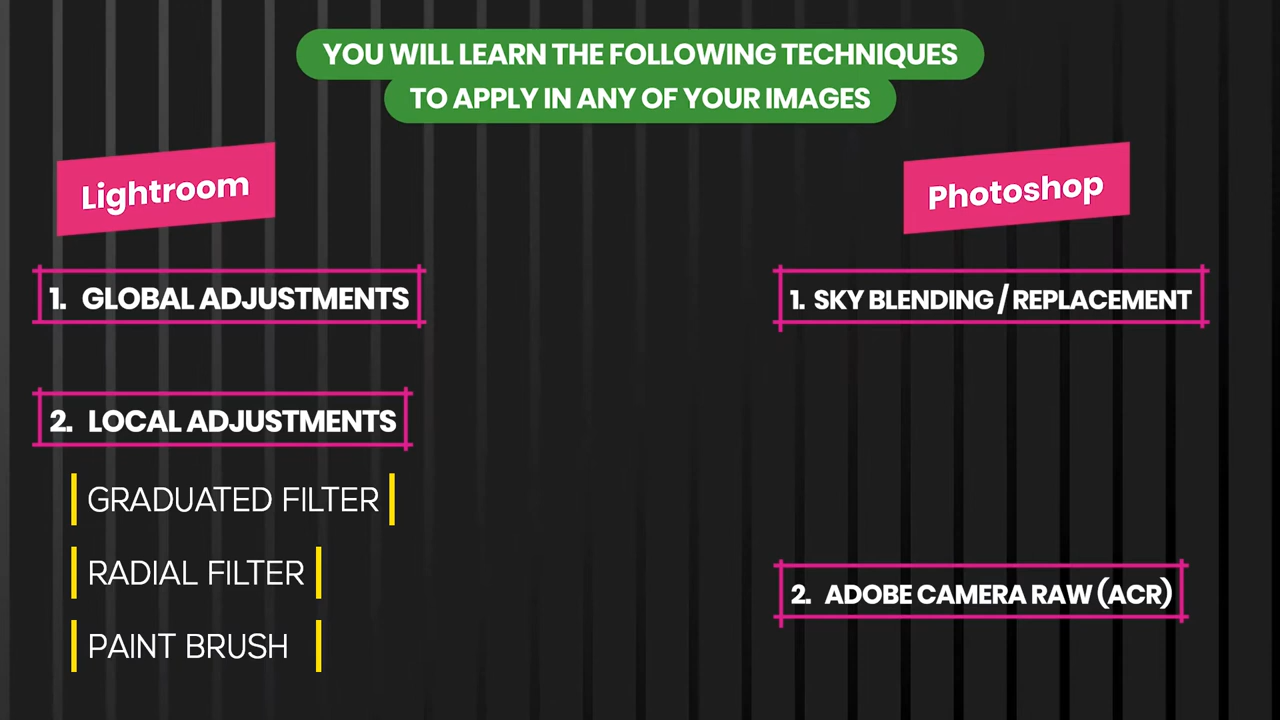 YOU WILL LEARN THE FOLLOWING TECHNIQUES
TO APPLY IN ANY OF YOUR IMAGES
Lightroom
1. GLOBAL ADJUSTMENTS
2. LOCAL ADJUSTMENTS
GRADUATED FILTER
RADIAL FILTER
PAINT BRUSH
Photoshop
1. SKY BLENDING / REPLACEMENT
2. ADOBE CAMERA RAW (ACR)